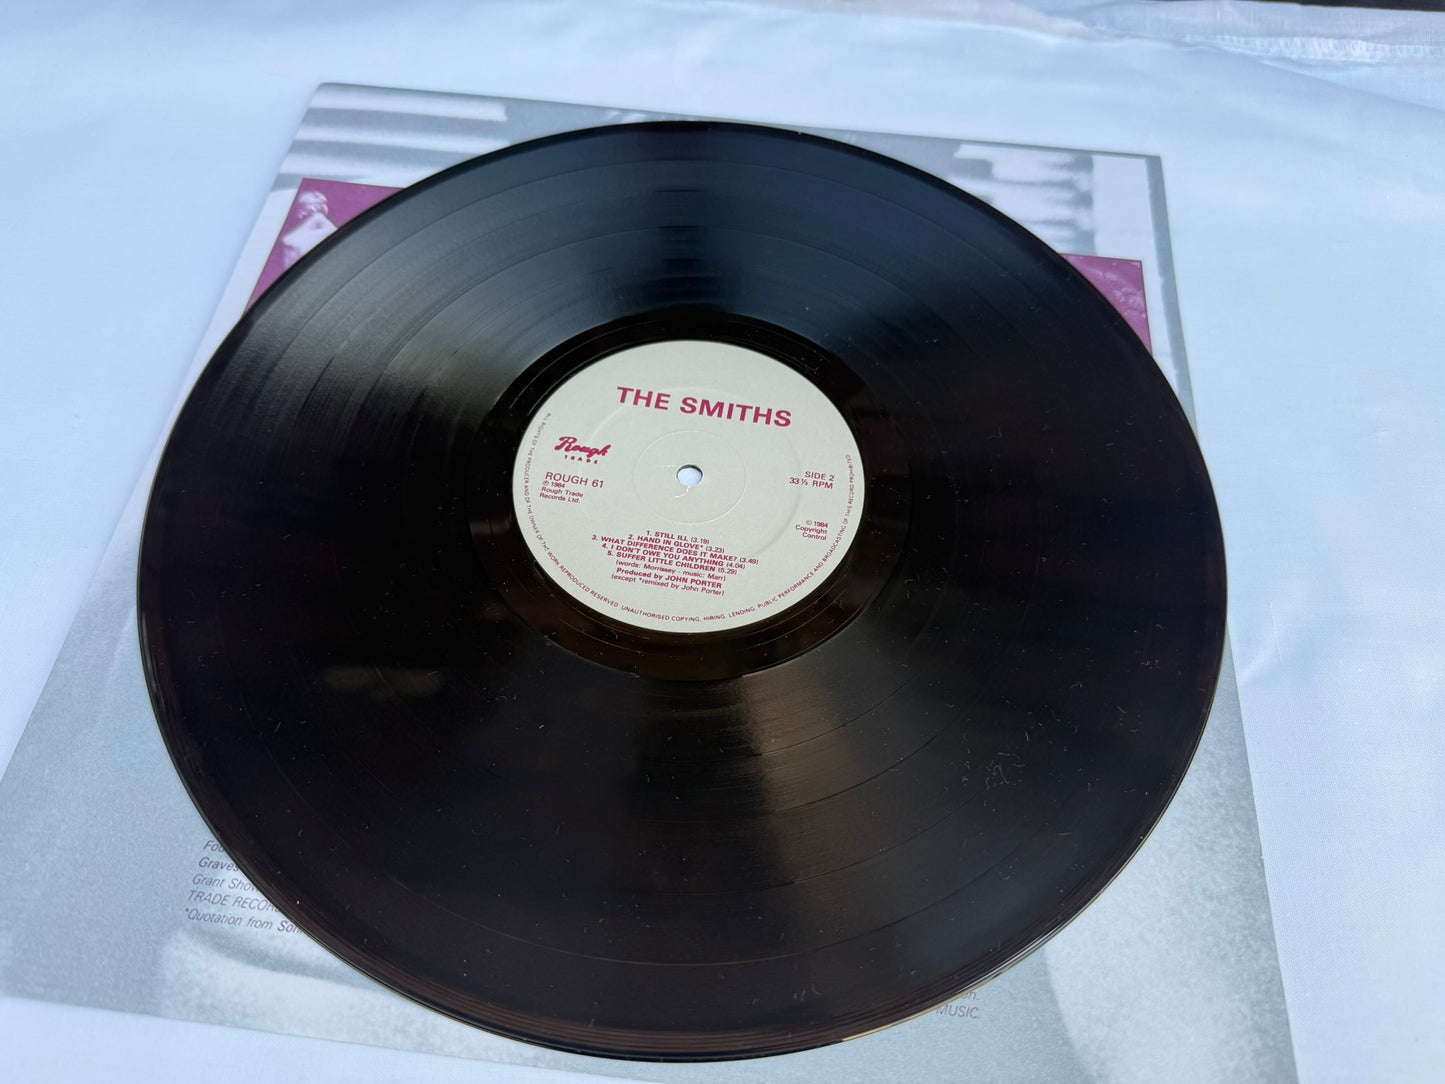 THE SMITHS
Rough
TRADE
ROUGH 61
℗ 1984
Rough Trade
Records Ltd.
SIDE 2
33⅓ RPM
© 1984
Copyright
Control
1. STILL ILL (3.19)
2. HAND IN GLOVE* (3.23)
3. WHAT DIFFERENCE DOES IT MAKE? (3.49)
4. I DON'T OWE YOU ANYTHING (4.04)
5. SUFFER LITTLE CHILDREN (5.29)
(words: Morrissey - music: Marr)
Produced by JOHN PORTER
(except *remixed by John Porter)
ALL RIGHTS OF THE PRODUCER AND OF THE OWNER OF THE WORK REPRODUCED RESERVED. UNAUTHORISED COPYING, HIRING, LENDING, PUBLIC PERFORMANCE AND BROADCASTING OF THIS RECORD PROHIBITED
Grant
TRADE
*Quotation from
MUSIC.